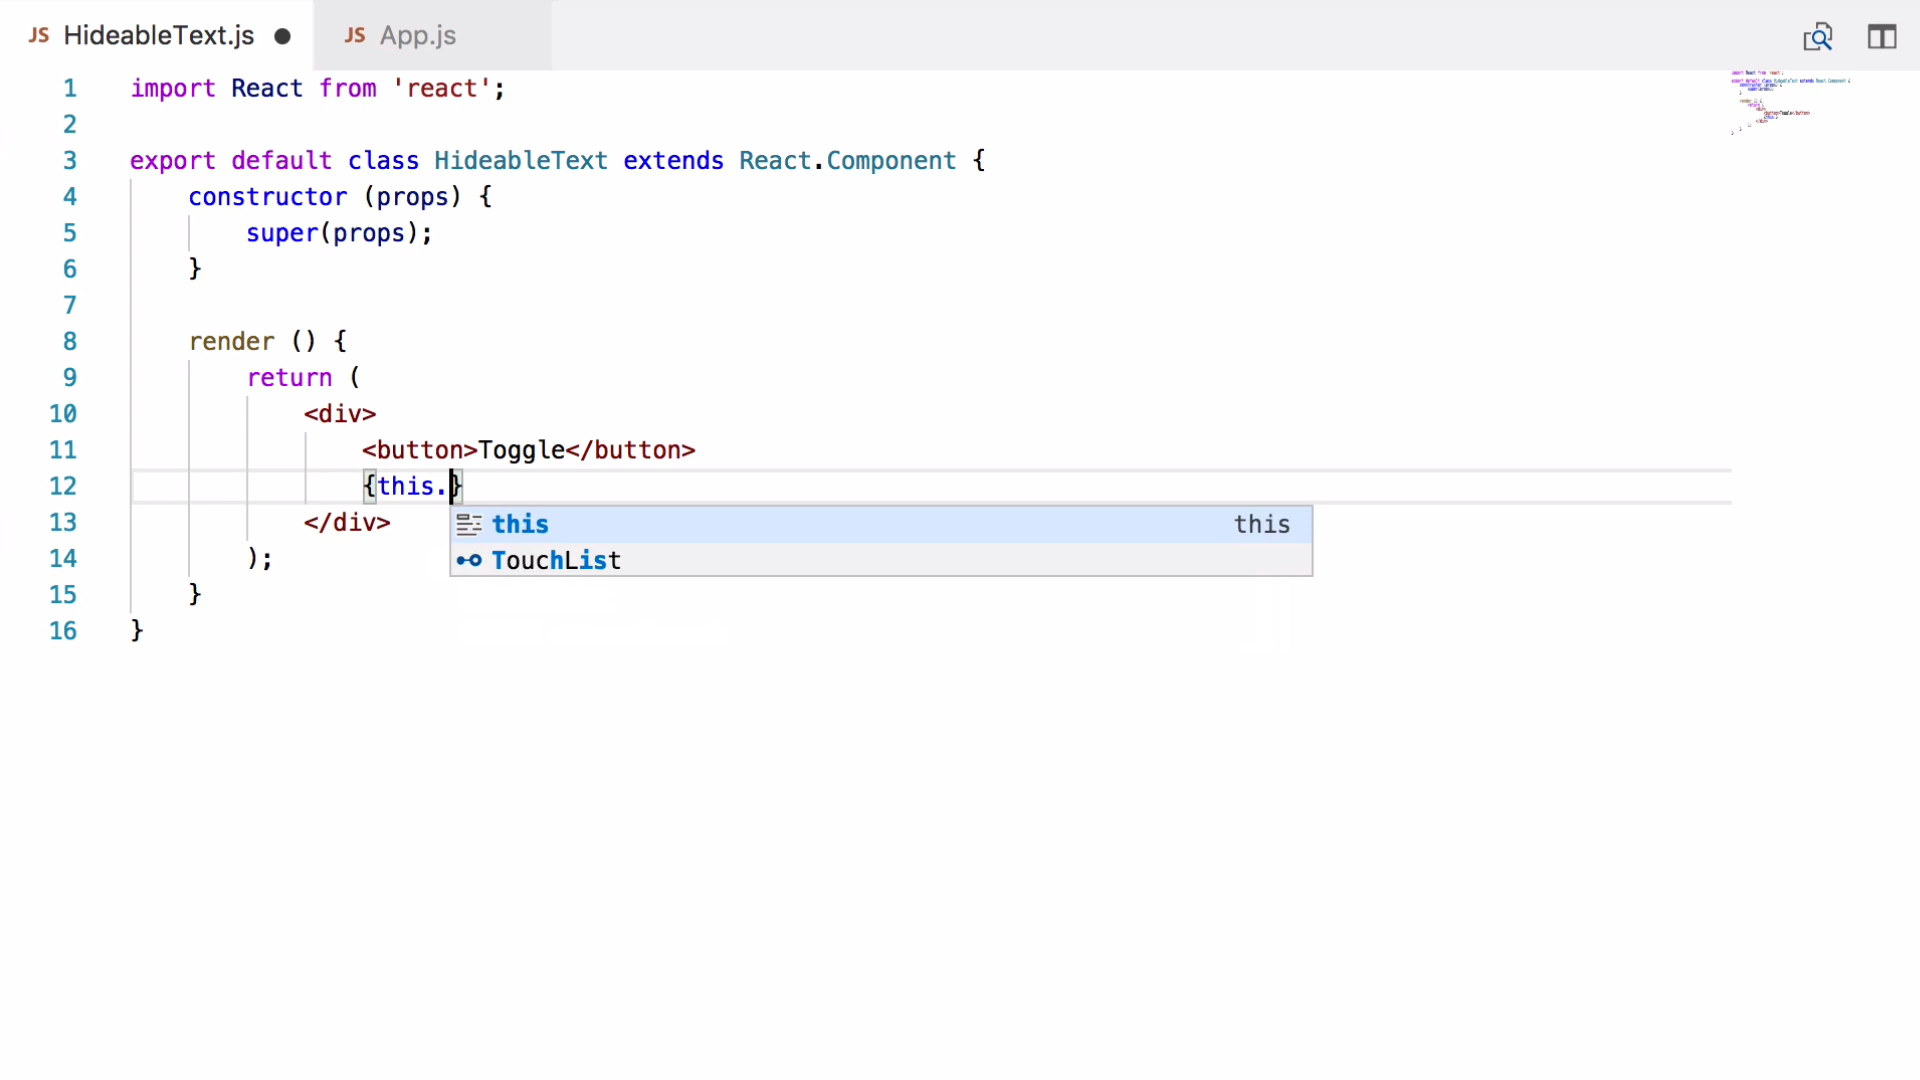 JS HideableText.js ● JS App.js
1 import React from 'react';
2
3 export default class HideableText extends React.Component {
4 constructor (props) {
5 super(props);
6 }
7
8 render () {
9 return (
10 <div>
11 <button>Toggle</button>
12 {this.}
13 </div>
this this
14 );
TouchList
15 }
16 }